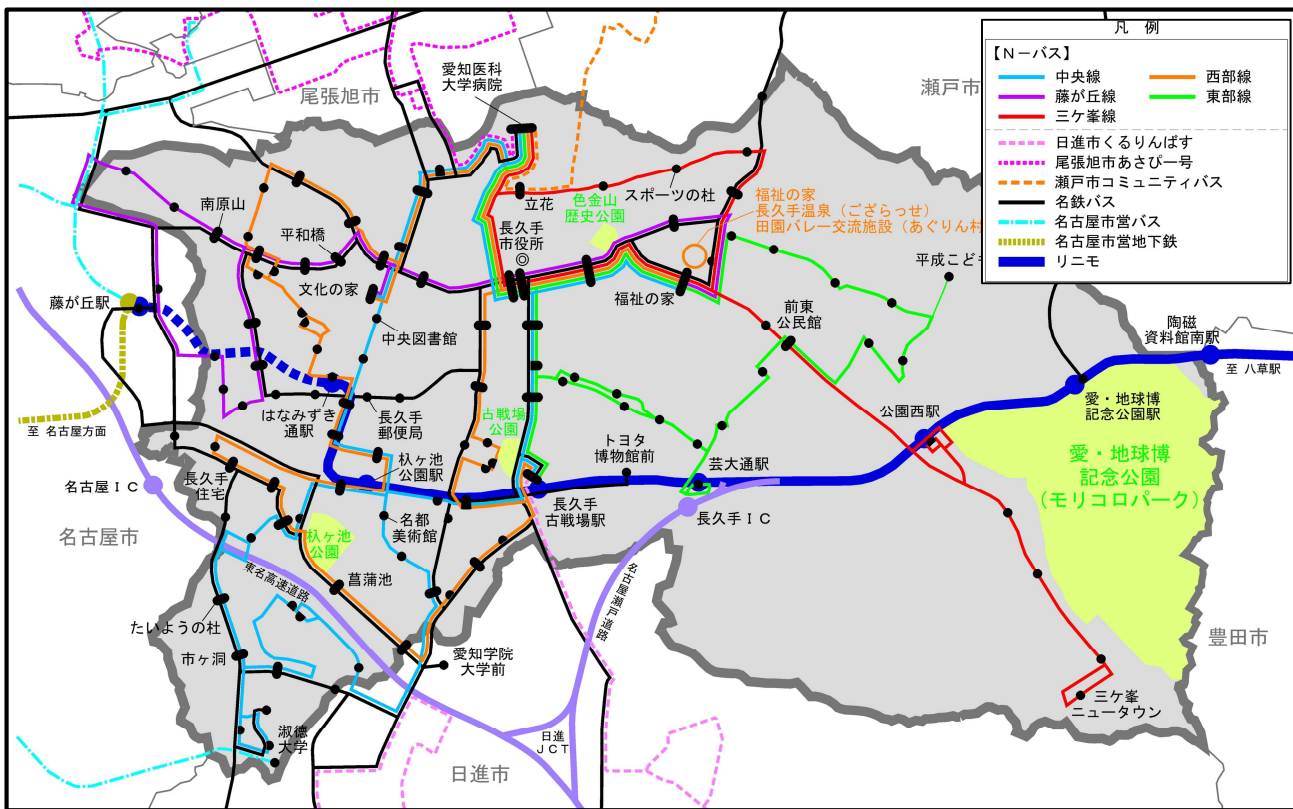 凡 例
【N-バス】
中央線
西部線
藤が丘線
東部線
三ケ峯線
日進市くるりんばす
尾張旭市あさぴー号
瀬戸市コミュニティバス
名鉄バス
名古屋市営バス
名古屋市営地下鉄
リニモ
尾張旭市
愛知医科
大学病院
瀬戸市
南原山
平和橋
立花
スポーツの杜
色金山
歴史公園
福祉の家
長久手温泉（ござらっせ）
田園バレー交流施設（あぐりん村
長久手
市役所
平成こども
藤が丘駅
文化の家
中央図書館
福祉の家
前東
公民館
陶磁
資料館南駅
至 八草駅
至 名古屋方面
はなみずき
通駅
長久手
郵便局
古戦場
公園
公園西駅
愛・地球博
記念公園駅
杁ヶ池
公園駅
トヨタ
博物館前
芸大通駅
愛・地球博
記念公園
（モリコロパーク）
名古屋ＩＣ
長久手
住宅
名都
美術館
長久手
古戦場駅
長久手ＩＣ
名古屋市
杁ヶ池
公園
東名高速道路
菖蒲池
名古屋瀬戸道路
たいようの杜
市ヶ洞
愛知学院
大学前
豊田市
三ケ峯
ニュータウン
淑徳
大学
日進市
日進
ＪＣＴ